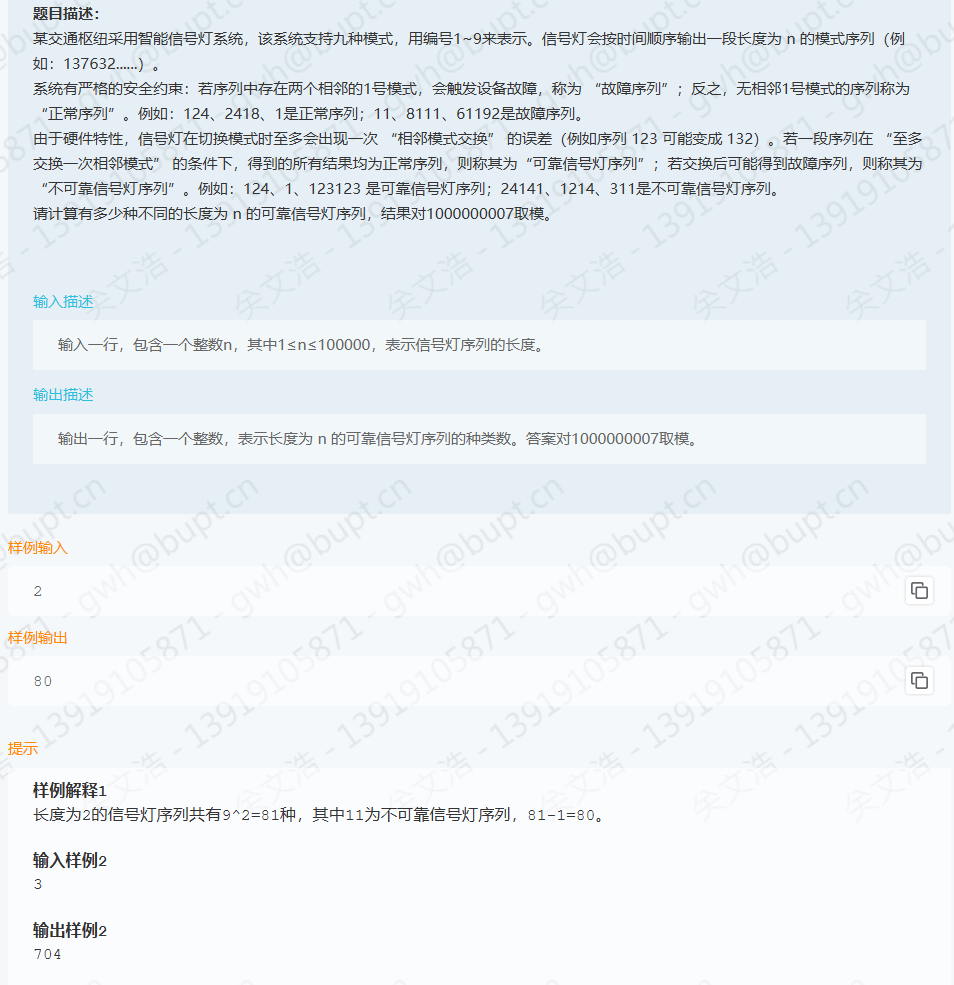 题目描述：
某交通枢纽采用智能信号灯系统，该系统支持九种模式，用编号1~9来表示。信号灯会按时间顺序输出一段长度为 n 的模式序列（例
如：137632......）。
系统有严格的安全约束：若序列中存在两个相邻的1号模式，会触发设备故障，称为 “故障序列”；反之，无相邻1号模式的序列称为
“正常序列”。例如：124、2418、1是正常序列；11、8111、61192是故障序列。
由于硬件特性，信号灯在切换模式时至多会出现一次 “相邻模式交换” 的误差（例如序列 123 可能变成 132）。若一段序列在 “至多
交换一次相邻模式” 的条件下，得到的所有结果均为正常序列，则称其为“可靠信号灯序列”；若交换后可能得到故障序列，则称其为
“不可靠信号灯序列”。例如：124、1、123123 是可靠信号灯序列；24141、1214、311是不可靠信号灯序列。
请计算有多少种不同的长度为 n 的可靠信号灯序列，结果对1000000007取模。
输入描述
输入一行，包含一个整数n，其中1≤n≤100000，表示信号灯序列的长度。
输出描述
输出一行，包含一个整数，表示长度为 n 的可靠信号灯序列的种类数。答案对1000000007取模。
样例输入
2
样例输出
80
提示
样例解释1
长度为2的信号灯序列共有9^2=81种，其中11为不可靠信号灯序列，81-1=80。
输入样例2
3
输出样例2
704
关文浩 - 13919105871 - gwh@bupt.cn